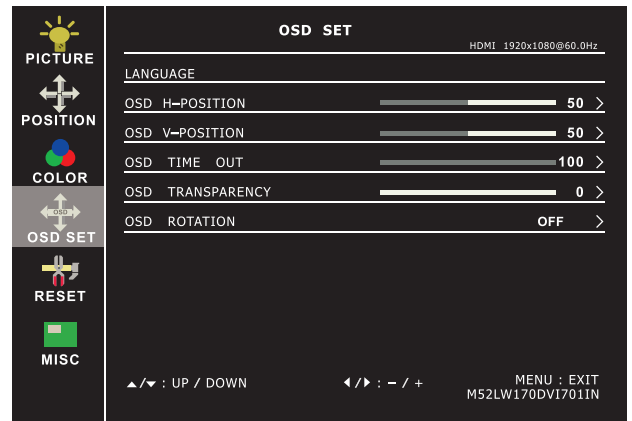 PICTURE
POSITION
COLOR
OSD
OSD SET
RESET
MISC
OSD SET
HDMI 1920x1080@60.0Hz
LANGUAGE
OSD H-POSITION 50 >
OSD V-POSITION 50 >
OSD TIME OUT 100 >
OSD TRANSPARENCY 0 >
OSD ROTATION OFF >
▲/▼ : UP / DOWN ◀/▶ : - / + MENU : EXIT
M52LW170DVI701IN